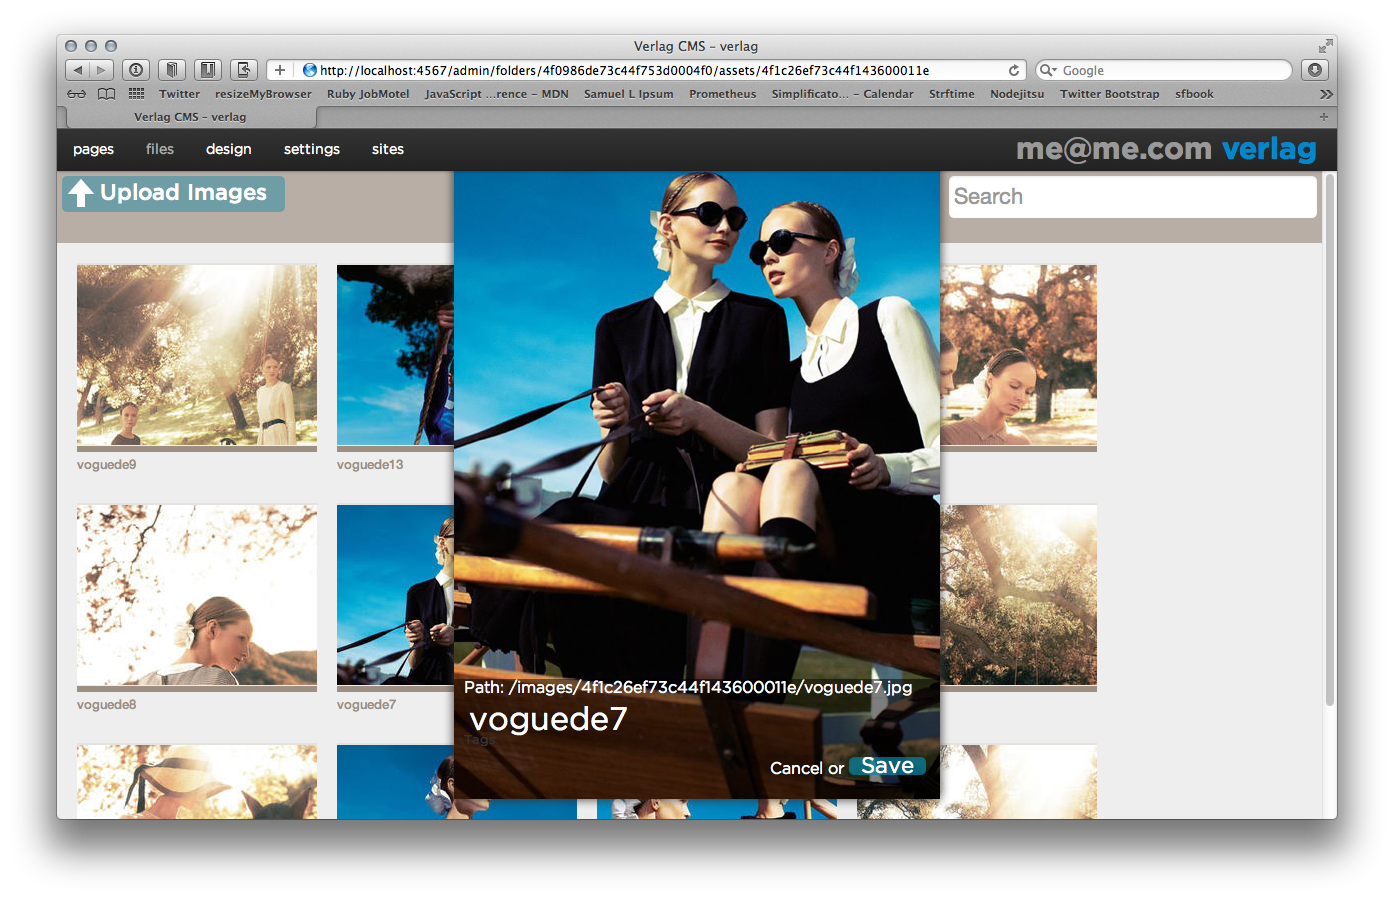 Verlag CMS – verlag
http://localhost:4567/admin/folders/4f0986de73c44f753d0004f0/assets/4f1c26ef73c44f143600011e
Google
Twitter resizeMyBrowser Ruby JobMotel JavaScript ...rence – MDN Samuel L Ipsum Prometheus Simplificato... – Calendar Strftime Nodejitsu Twitter Bootstrap sfbook
Verlag CMS – verlag
pages files design settings sites me@me.com verlag
Upload Images
Search
voguede9
voguede13
voguede8
voguede7
Path: /images/4f1c26ef73c44f143600011e/voguede7.jpg
voguede7
Tags
Cancel or Save